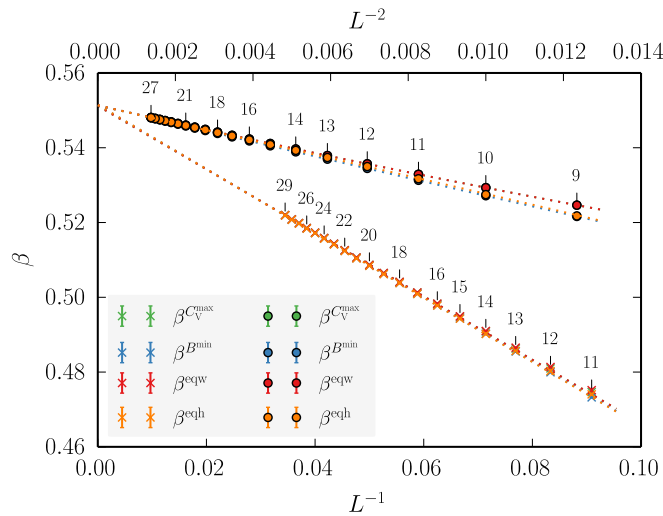 L⁻²
0.000 0.002 0.004 0.006 0.008 0.010 0.012 0.014
0.56
27 21 18 16 14 13 12 11 10 9
0.54
0.52
29 26 24 22 20 18 16 15 14 13 12 11
β
0.50
0.48
0.46
β^{C_V^{max}} β^{C_V^{max}}
β^{B^{min}} β^{B^{min}}
β^{eqw} β^{eqw}
β^{eqh} β^{eqh}
0.00 0.02 0.04 0.06 0.08 0.10
L⁻¹